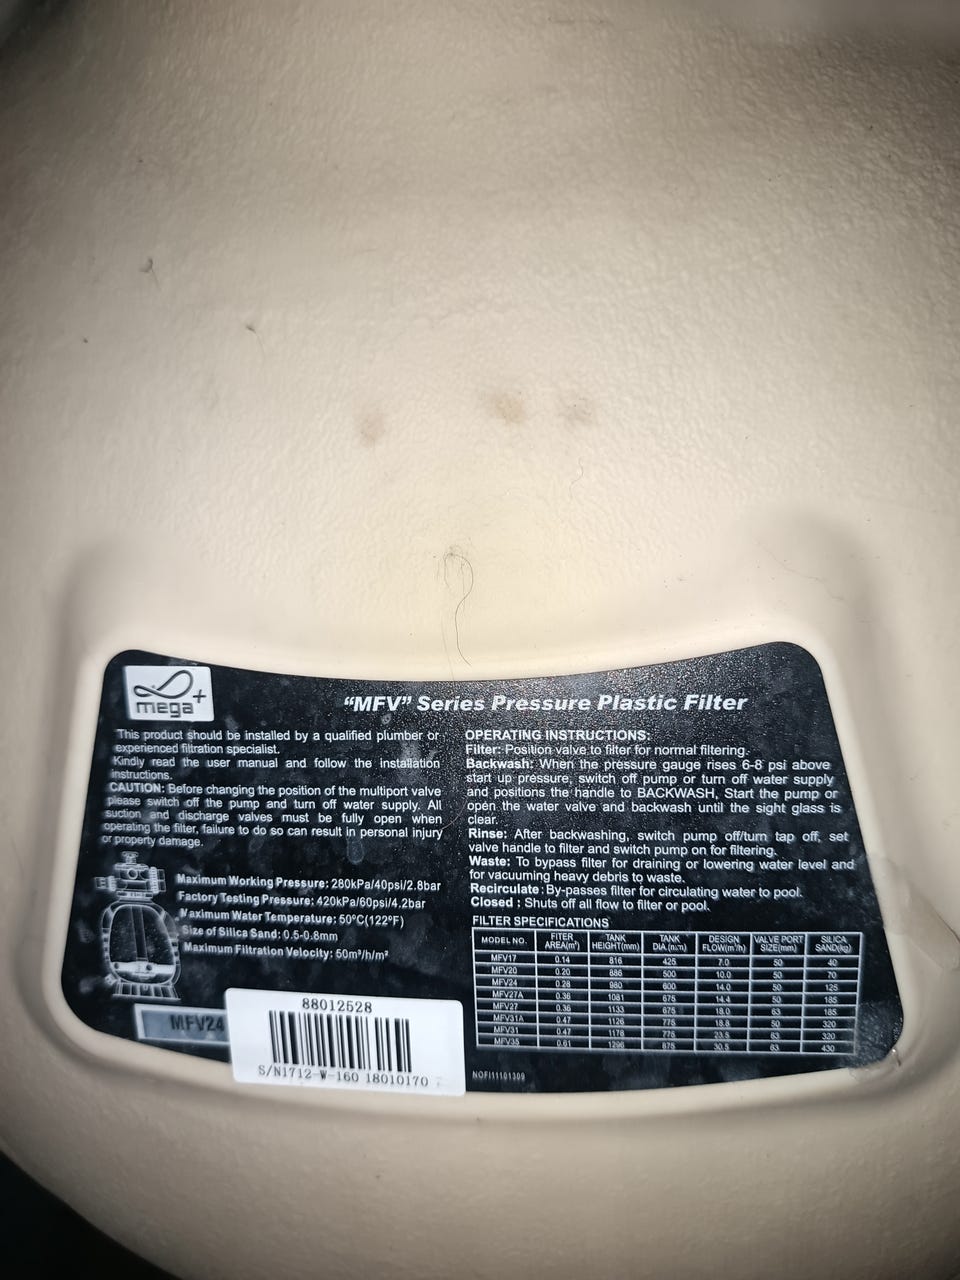 mega+
“MFV” Series Pressure Plastic Filter
This product should be installed by a qualified plumber or
experienced filtration specialist.
Kindly read the user manual and follow the installation
instructions.
CAUTION: Before changing the position of the multiport valve
please switch off the pump and turn off water supply. All
suction and discharge valves must be fully open when
operating the filter, failure to do so can result in personal injury
or property damage.
Maximum Working Pressure: 280kPa/40psi/2.8bar
Factory Testing Pressure: 420kPa/60psi/4.2bar
Maximum Water Temperature: 50°C(122°F)
Size of Silica Sand: 0.5-0.8mm
Maximum Filtration Velocity: 50m³/h/m²
MFV24
88012528
S/N1712-W-160 18010170
OPERATING INSTRUCTIONS:
Filter: Position valve to filter for normal filtering.
Backwash: When the pressure gauge rises 6-8 psi above
start up pressure, switch off pump or turn off water supply
and positions the handle to BACKWASH, Start the pump or
open the water valve and backwash until the sight glass is
clear.
Rinse: After backwashing, switch pump off/turn tap off, set
valve handle to filter and switch pump on for filtering.
Waste: To bypass filter for draining or lowering water level and
for vacuuming heavy debris to waste.
Recirculate: By-passes filter for circulating water to pool.
Closed : Shuts off all flow to filter or pool.
FILTER SPECIFICATIONS
MODEL NO. FITER AREA(m²) TANK HEIGHT(mm) TANK DIA.(mm) DESIGN FLOW(m³/h) VALVE PORT SIZE(mm) SILICA SAND(kg)
MFV17 0.14 816 425 7.0 50 40
MFV20 0.20 886 500 10.0 50 70
MFV24 0.28 980 600 14.0 50 125
MFV27A 0.36 1081 675 14.4 50 185
MFV27 0.36 1133 675 18.0 63 185
MFV31A 0.47 1126 775 18.8 50 320
MFV31 0.47 1178 775 23.5 63 320
MFV35 0.61 1296 875 30.5 63 430
NOFI11101309